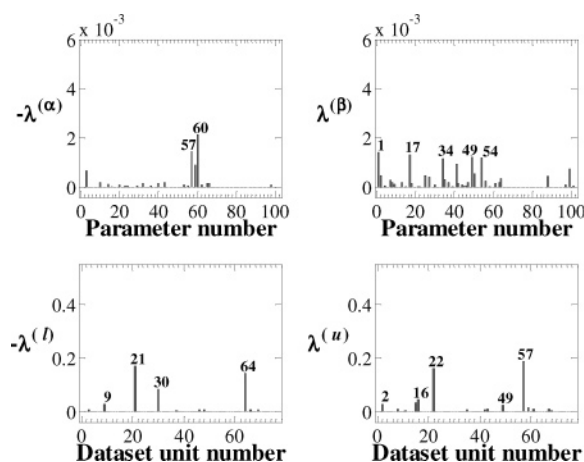 x 10⁻³
6
4
2
0
-λ(α)
57
60
0 20 40 60 80 100
Parameter number
x 10⁻³
6
4
2
0
λ(β)
1
17
34
49
54
0 20 40 60 80 100
Parameter number
0.4
0.2
0
-λ(l)
9
21
30
64
0 20 40 60
Dataset unit number
0.4
0.2
0
λ(u)
2
16
22
49
57
0 20 40 60
Dataset unit number